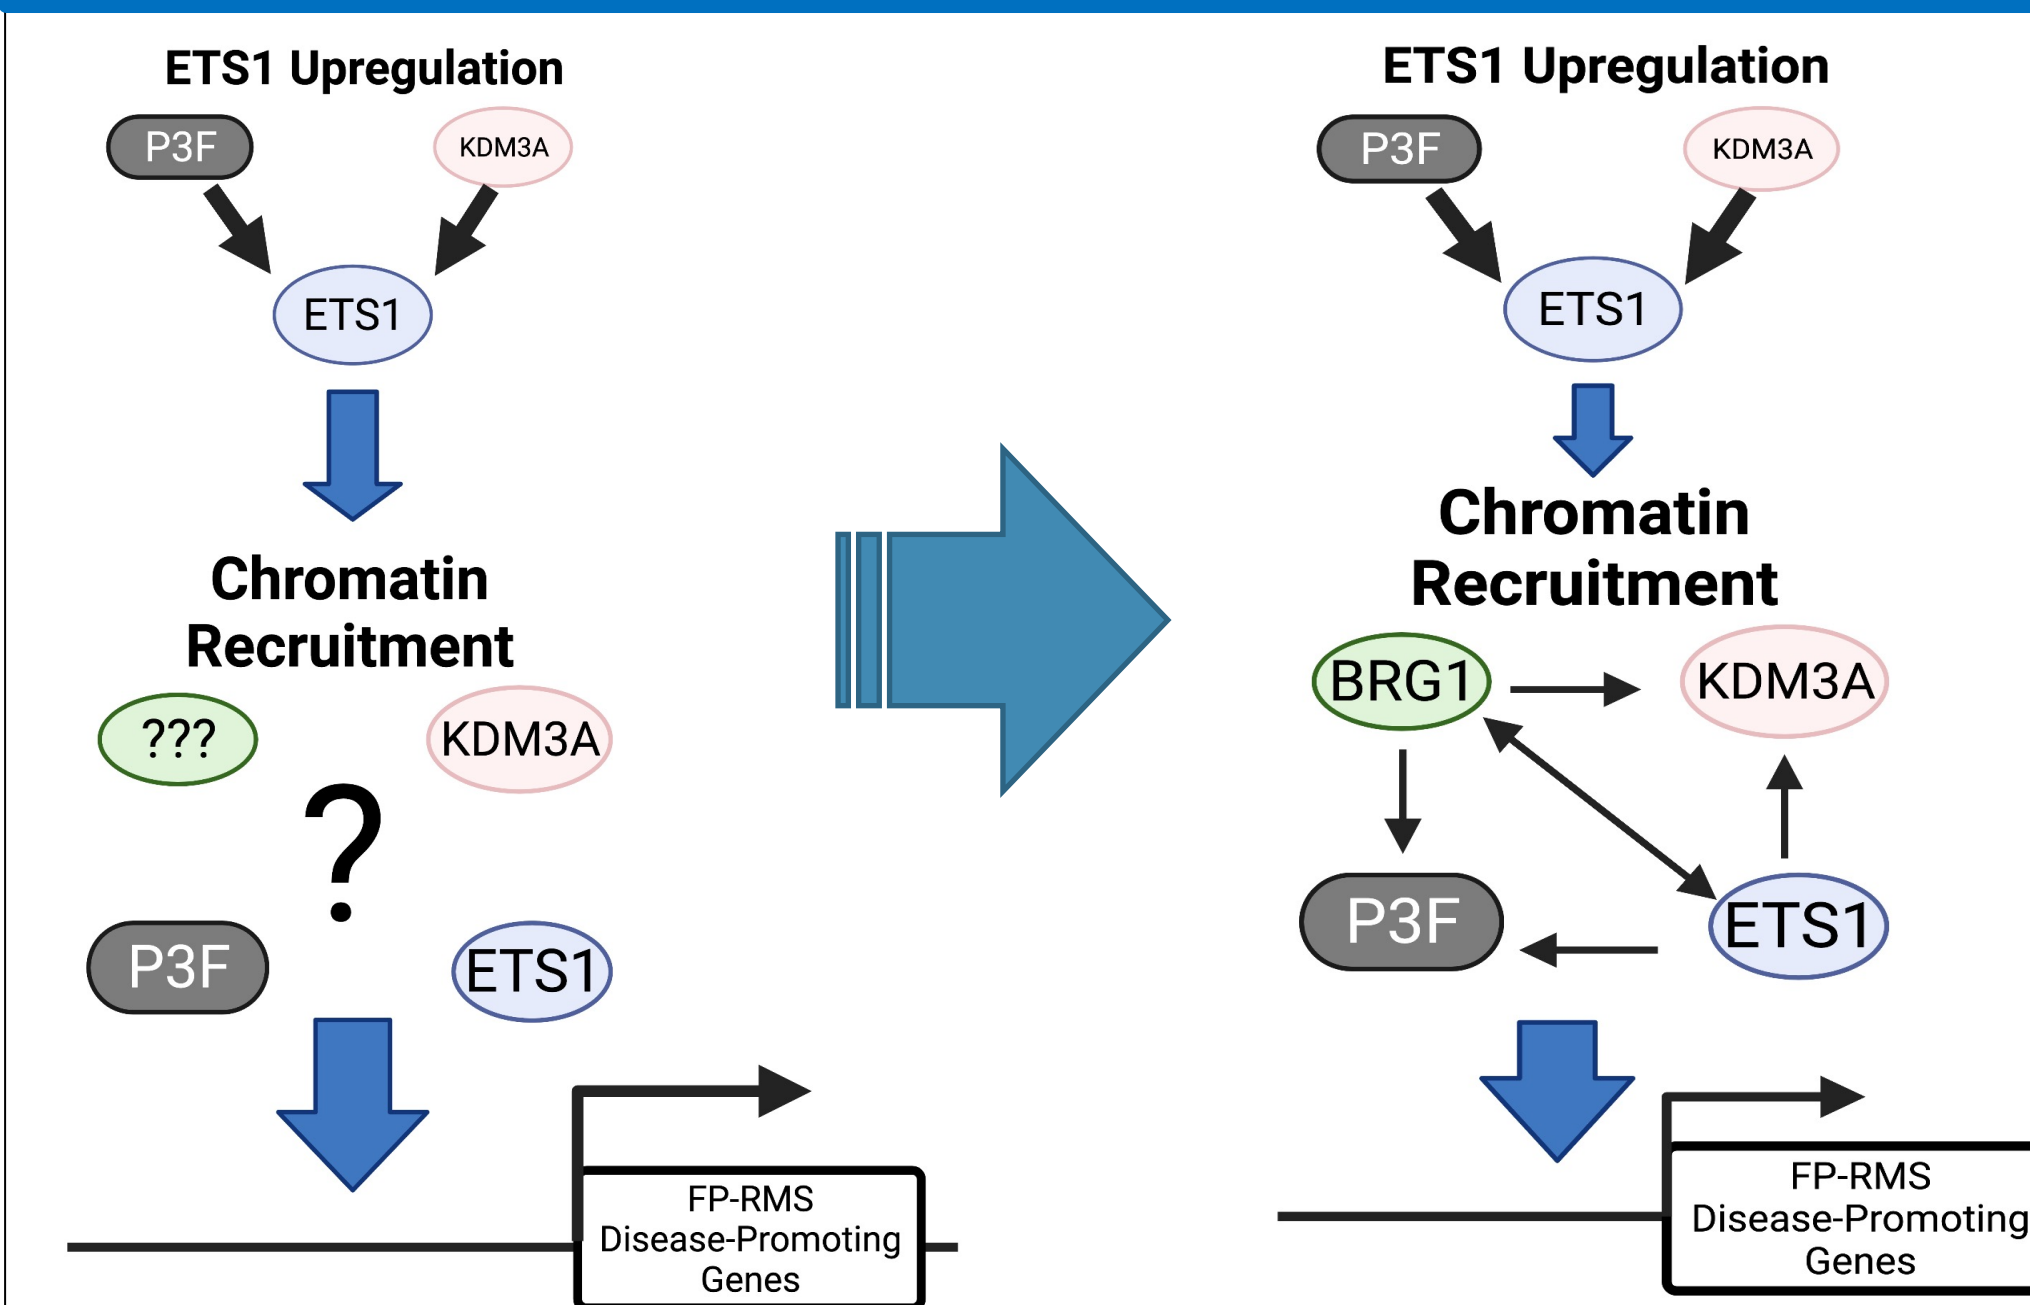 ETS1 Upregulation
P3F
KDM3A
ETS1
Chromatin
Recruitment
???
KDM3A
?
P3F
ETS1
FP-RMS
Disease-Promoting
Genes
ETS1 Upregulation
P3F
KDM3A
ETS1
Chromatin
Recruitment
BRG1
KDM3A
P3F
ETS1
FP-RMS
Disease-Promoting
Genes